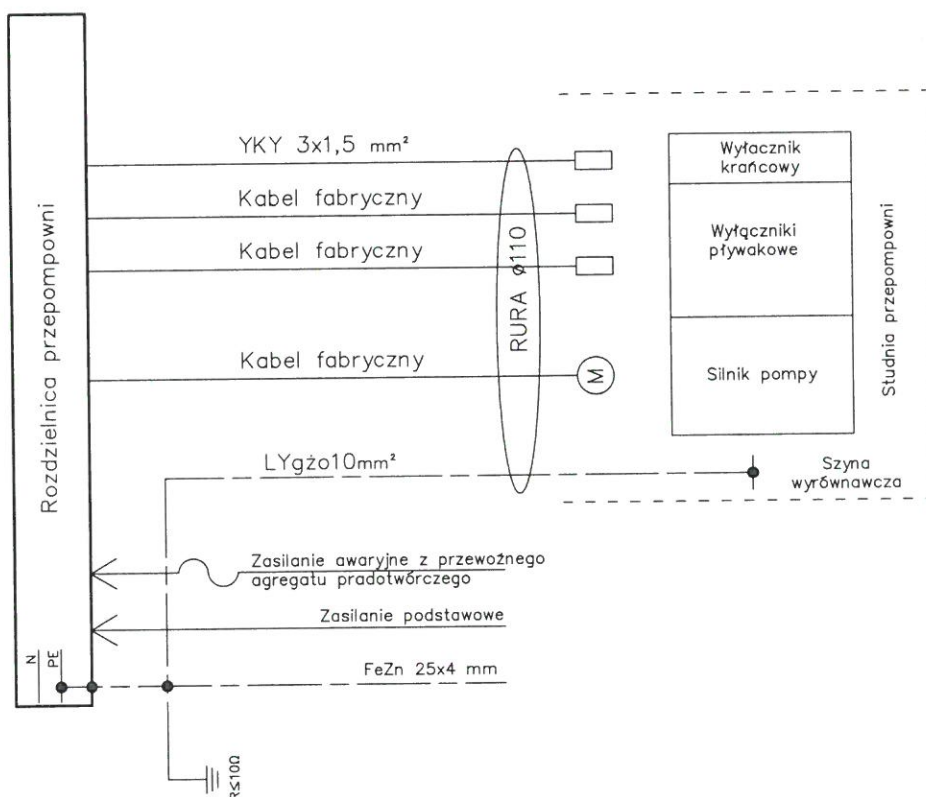 Rozdzielnica przepompowni
YKY 3x1,5 mm²
Kabel fabryczny
Kabel fabryczny
Kabel fabryczny
RURA ø110
M
Wyłacznik
krańcowy
Wyłączniki
pływakowe
Silnik pompy
Studnia przepompowni
LYgżo10mm²
Szyna
wyrównawcza
Zasilanie awaryjne z przewoźnego
agregatu pradotwórczego
Zasilanie podstawowe
N
PE
FeZn 25x4 mm
R≤10Ω